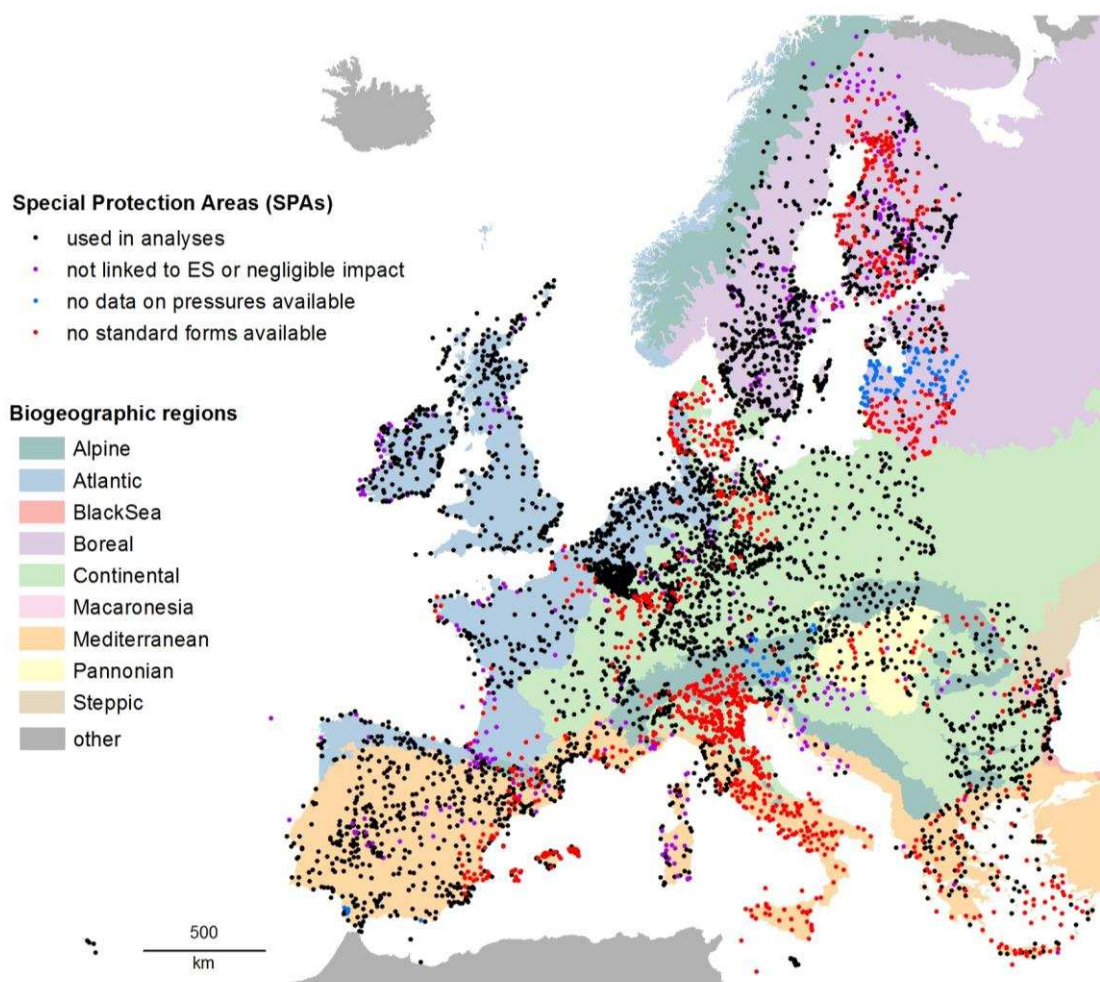 Special Protection Areas (SPAs)
used in analyses
not linked to ES or negligible impact
no data on pressures available
no standard forms available
Biogeographic regions
Alpine
Atlantic
BlackSea
Boreal
Continental
Macaronesia
Mediterranean
Pannonian
Steppic
other
500
km